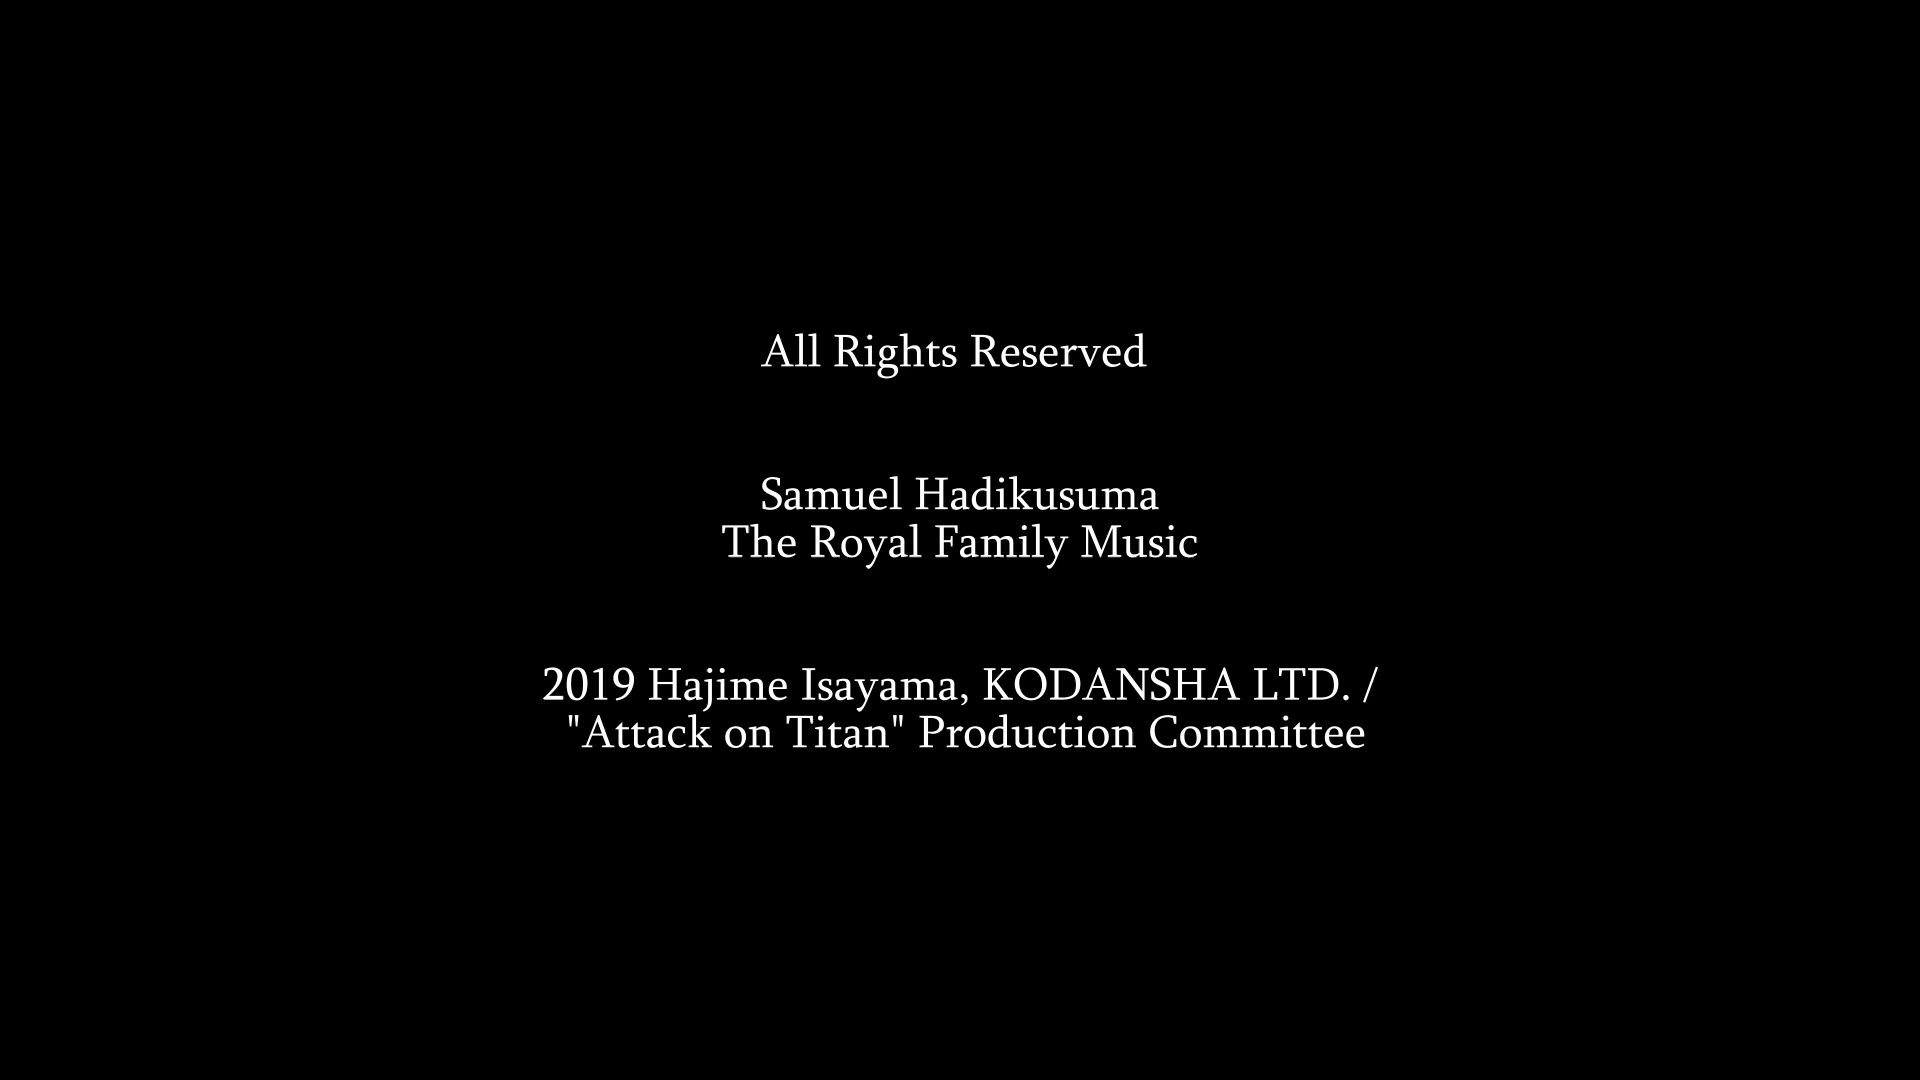 All Rights Reserved
Samuel Hadikusuma
The Royal Family Music
2019 Hajime Isayama, KODANSHA LTD. /
"Attack on Titan" Production Committee